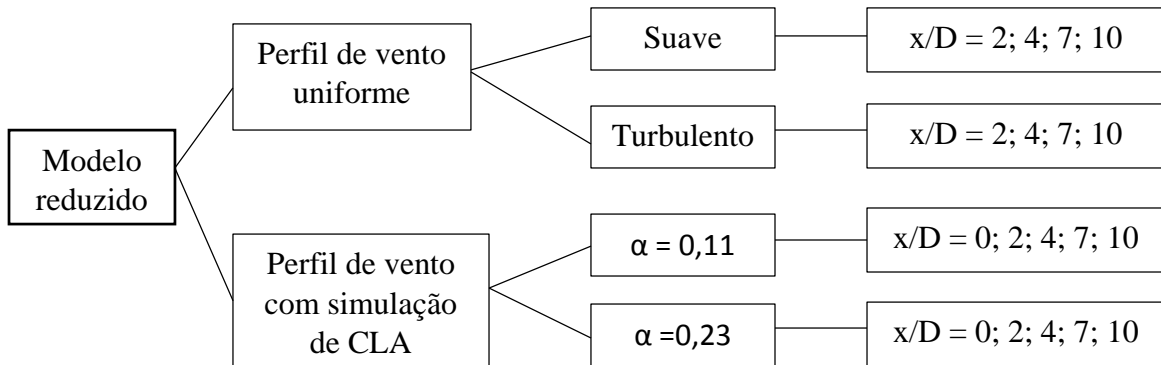 Modelo
reduzido
Perfil de vento
uniforme
Suave
x/D = 2; 4; 7; 10
Turbulento
x/D = 2; 4; 7; 10
Perfil de vento
com simulação
de CLA
α = 0,11
x/D = 0; 2; 4; 7; 10
α =0,23
x/D = 0; 2; 4; 7; 10